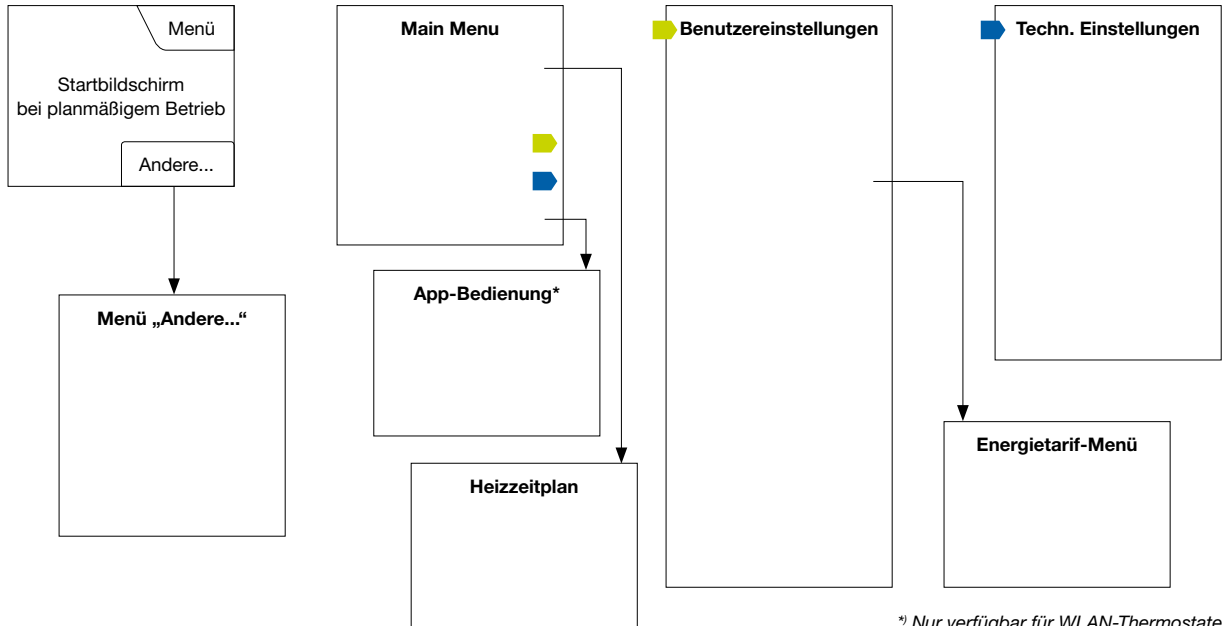 Menü
Startbildschirm
bei planmäßigem Betrieb
Andere...
Menü „Andere...“
Main Menu
App-Bedienung*
Heizzeitplan
Benutzereinstellungen
Techn. Einstellungen
Energietarif-Menü
*) Nur verfügbar für WLAN-Thermostate